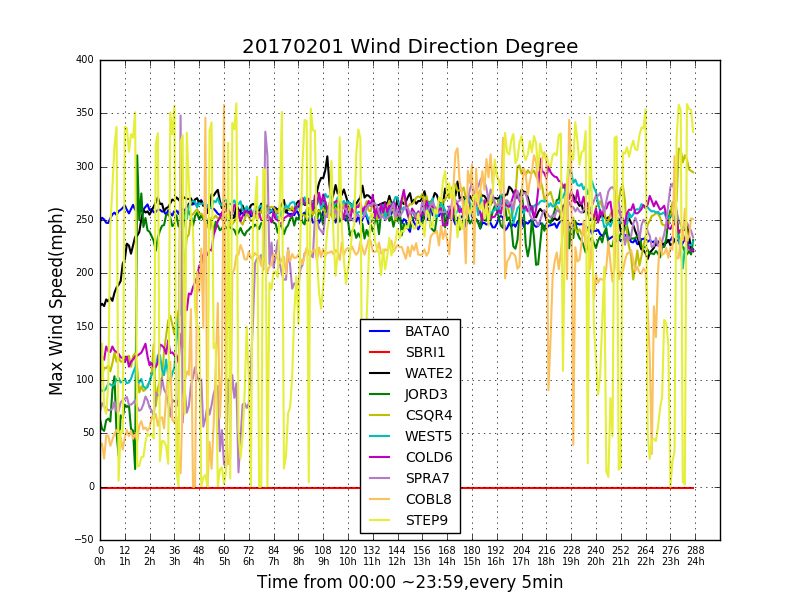 20170201 Wind Direction Degree
Max Wind Speed(mph)
400
350
300
250
200
150
100
50
0
−50
BATA0
SBRI1
WATE2
JORD3
CSQR4
WEST5
COLD6
SPRA7
COBL8
STEP9
0 12 24 36 48 60 72 84 96 108 120 132 144 156 168 180 192 204 216 228 240 252 264 276 288
0h 1h 2h 3h 4h 5h 6h 7h 8h 9h 10h 11h 12h 13h 14h 15h 16h 17h 18h 19h 20h 21h 22h 23h 24h
Time from 00:00 ~23:59,every 5min